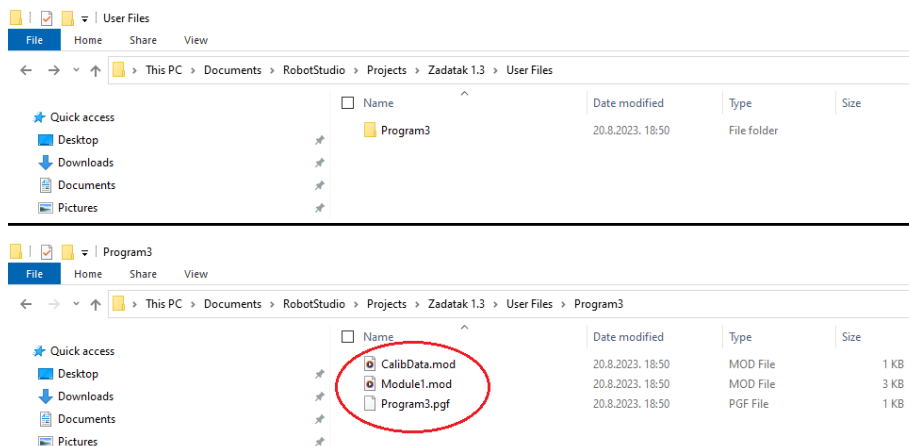 User Files
File Home Share View
This PC > Documents > RobotStudio > Projects > Zadatak 1.3 > User Files
Name Date modified Type Size
Quick access
Program3 20.8.2023. 18:50 File folder
Desktop
Downloads
Documents
Pictures
Program3
File Home Share View
This PC > Documents > RobotStudio > Projects > Zadatak 1.3 > User Files > Program3
Name Date modified Type Size
Quick access
CalibData.mod 20.8.2023. 18:50 MOD File 1 KB
Desktop
Module1.mod 20.8.2023. 18:50 MOD File 3 KB
Downloads
Program3.pgf 20.8.2023. 18:50 PGF File 1 KB
Documents
Pictures